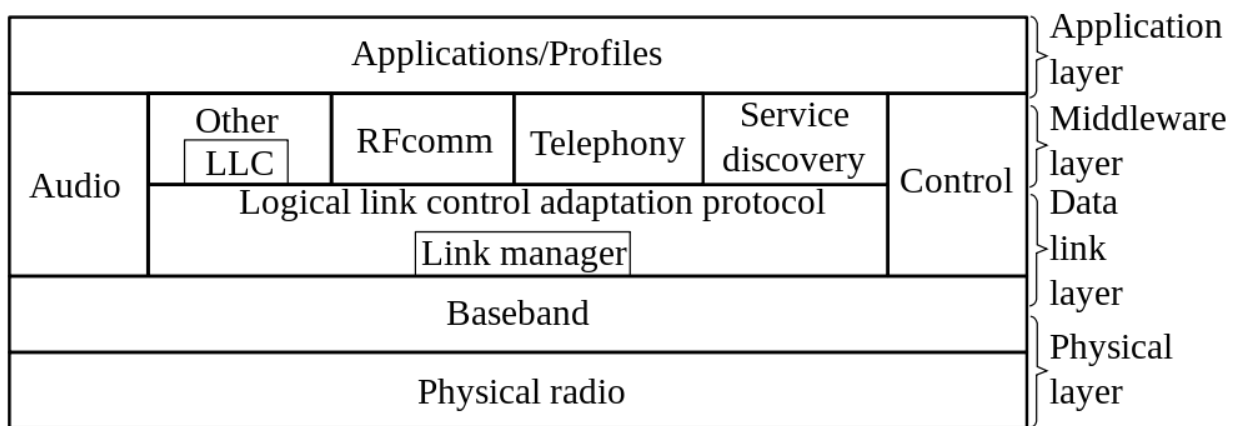 Applications/Profiles
Application
layer
Audio
Other
LLC
RFcomm
Telephony
Service
discovery
Control
Middleware
layer
Logical link control adaptation protocol
Link manager
Data
link
layer
Baseband
Physical radio
Physical
layer